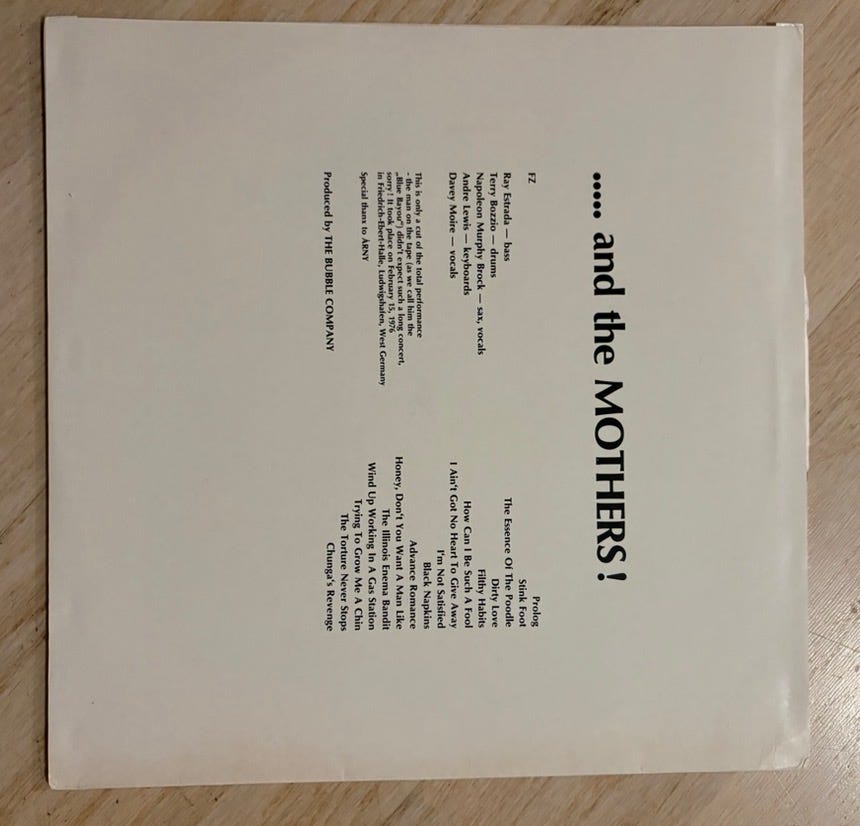 ..... and the MOTHERS!
FZ
Ray Estrada — bass
Terry Bozzio — drums
Napoleon Murphy Brock — sax, vocals
Andre Lewis — keyboards
Davey Moire — vocals
This is only a cut of the total performance
- the man on the tape (as we call him the
„Blue Bayou“) didn't expect such a long concert,
sorry! It took place on February 15, 1976
in Friedrich-Ebert-Halle, Ludwigshafen, West Germany
Special thanx to ÄRNY
Produced by THE BUBBLE COMPANY
Prolog
Stink Foot
The Essence Of The Poodle
Dirty Love
Filthy Habits
How Can I Be Such A Fool
I Ain't Got No Heart To Give Away
I'm Not Satisfied
Black Napkins
Advance Romance
Honey, Don't You Want A Man Like
The Illinois Enema Bandit
Wind Up Working In A Gas Station
Trying To Grow Me A Chin
The Torture Never Stops
Chunga's Revenge